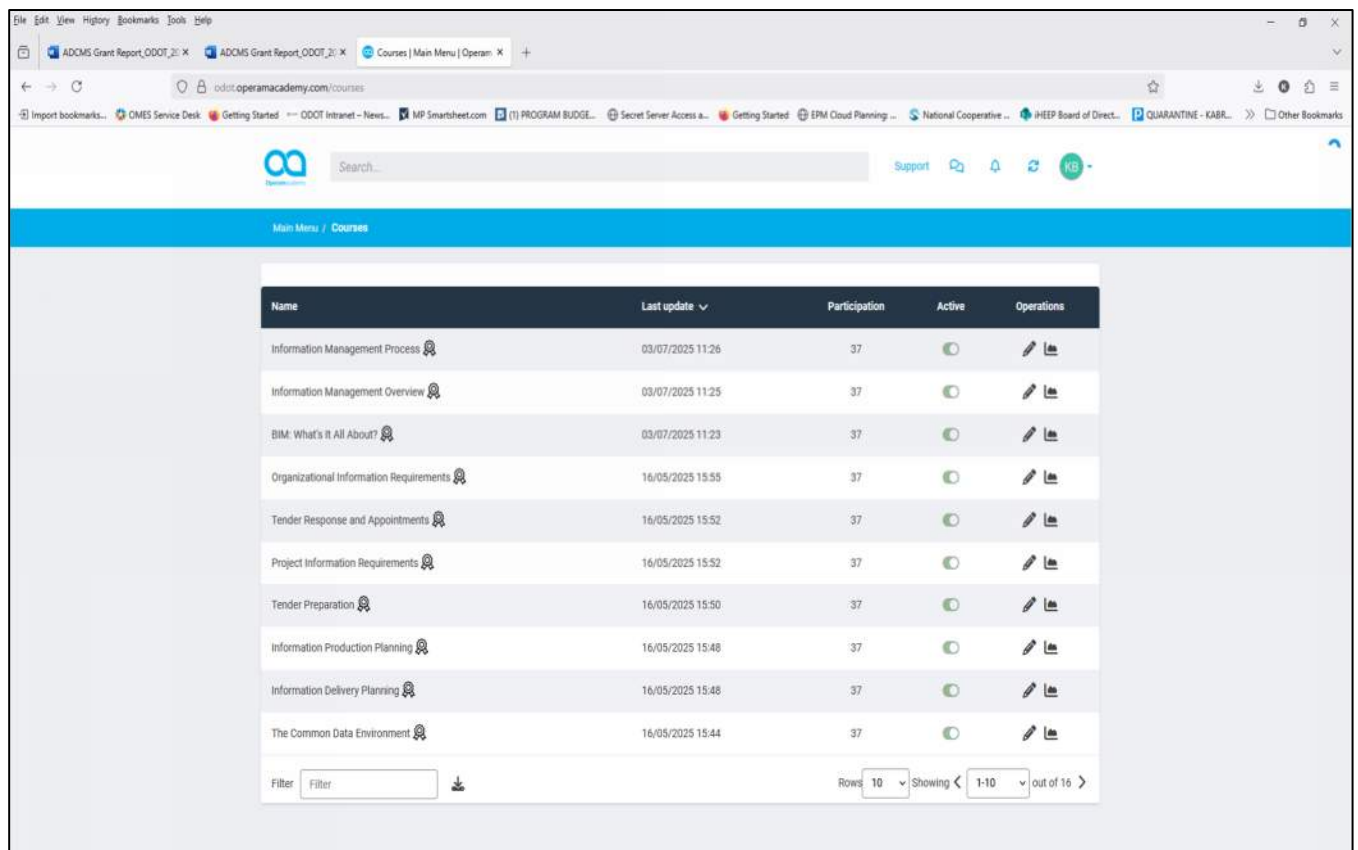 File Edit View History Bookmarks Tools Help
ADCMS Grant Report_ODOT_20 X ADCMS Grant Report_ODOT_20 X Courses | Main Menu | Operam X +
odot.operamacademy.com/courses
Import bookmarks... OMES Service Desk Getting Started ODOT Intranet – News... MP Smartsheet.com (1) PROGRAM BUDGE... Secret Server Access a... Getting Started EPM Cloud Planning: ... National Cooperative ... iHEEP Board of Direct... QUARANTINE - KABR... Other Bookmarks
Search... Support KB
Operamacademy
Main Menu / Courses
Name Last update Participation Active Operations
Information Management Process 03/07/2025 11:26 37
Information Management Overview 03/07/2025 11:25 37
BIM: What's It All About? 03/07/2025 11:23 37
Organizational Information Requirements 16/05/2025 15:55 37
Tender Response and Appointments 16/05/2025 15:52 37
Project Information Requirements 16/05/2025 15:52 37
Tender Preparation 16/05/2025 15:50 37
Information Production Planning 16/05/2025 15:48 37
Information Delivery Planning 16/05/2025 15:48 37
The Common Data Environment 16/05/2025 15:44 37
Filter Filter Rows 10 Showing 1-10 out of 16